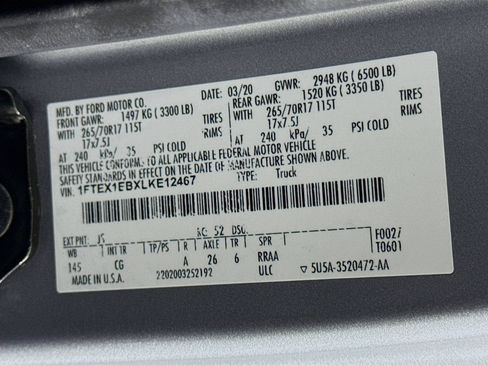 MFD. BY FORD MOTOR CO. DATE: 03/20 GVWR: 2948 KG ( 6500 LB)
FRONT GAWR: 1497 KG ( 3300 LB) REAR GAWR: 1520 KG ( 3350 LB)
WITH 265/70R17 115T TIRES WITH 265/70R17 115T TIRES
17x7.5J RIMS 17x7.5J RIMS
AT 240 kPa/ 35 PSI COLD AT 240 kPa/ 35 PSI COLD
THIS VEHICLE CONFORMS TO ALL APPLICABLE FEDERAL MOTOR VEHICLE
SAFETY STANDARDS IN EFFECT ON THE DATE OF MANUFACTURE SHOWN ABOVE.
VIN: 1FTEX1EBXLKE12467
TYPE: Truck
EXT PNT: JS RC: 52 DSO: F0027
WB INT TR TP/PS R AXLE TR SPR T0601
145 CG A 26 6 RRAA
MADE IN U.S.A. 2202003252192 ULC ▽ 5U5A-3520472-AA